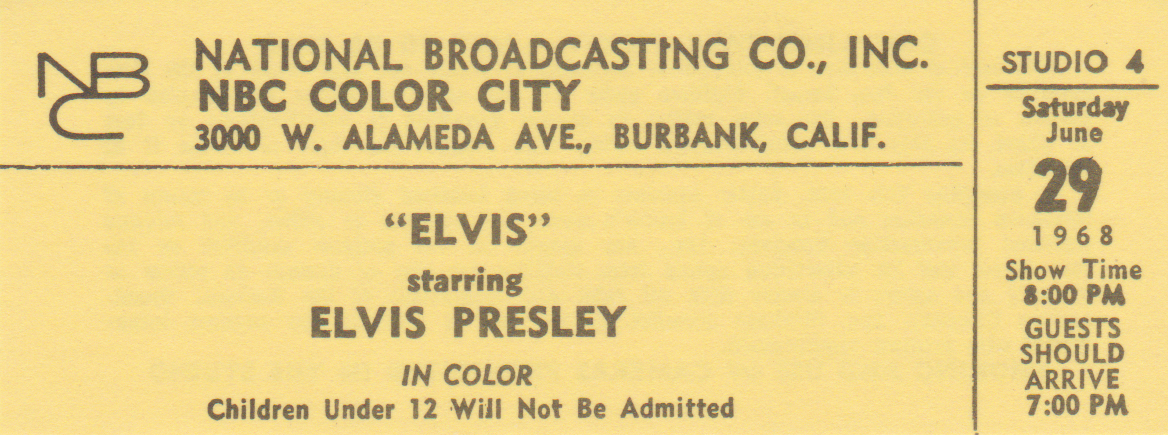 NBC
NATIONAL BROADCASTING CO., INC.
NBC COLOR CITY
3000 W. ALAMEDA AVE., BURBANK, CALIF.
"ELVIS"
starring
ELVIS PRESLEY
IN COLOR
Children Under 12 Will Not Be Admitted
STUDIO 4
Saturday
June
29
1968
Show Time
8:00 PM
GUESTS
SHOULD
ARRIVE
7:00 PM